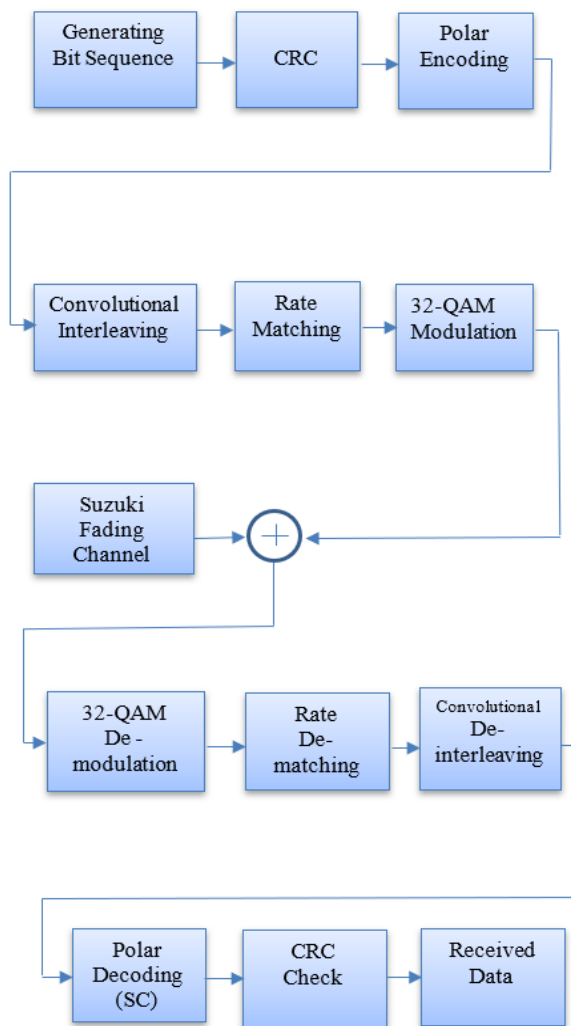 Generating
Bit Sequence
CRC
Polar
Encoding
Convolutional
Interleaving
Rate
Matching
32-QAM
Modulation
Suzuki
Fading
Channel
+
32-QAM
De -
modulation
Rate
De-
matching
Convolutional
De-
interleaving
Polar
Decoding
(SC)
CRC
Check
Received
Data